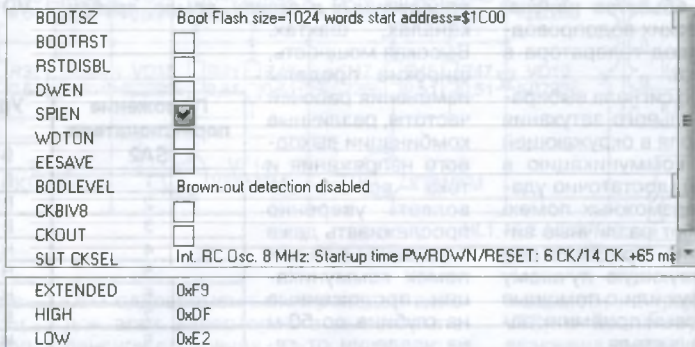 BOOTSZ Boot Flash size=1024 words start address=$1C00
BOOTRST
RSTDISBL
DWEN
SPIEN
WDTON
EESAVE
BODLEVEL Brown-out detection disabled
CKBIV8
CKOUT
SUT CKSEL Int. RC Osc. 8 MHz: Start-up time PWRDWN/RESET: 6 CK/14 CK +65 ms
EXTENDED 0xF9
HIGH 0xDF
LOW 0xE2